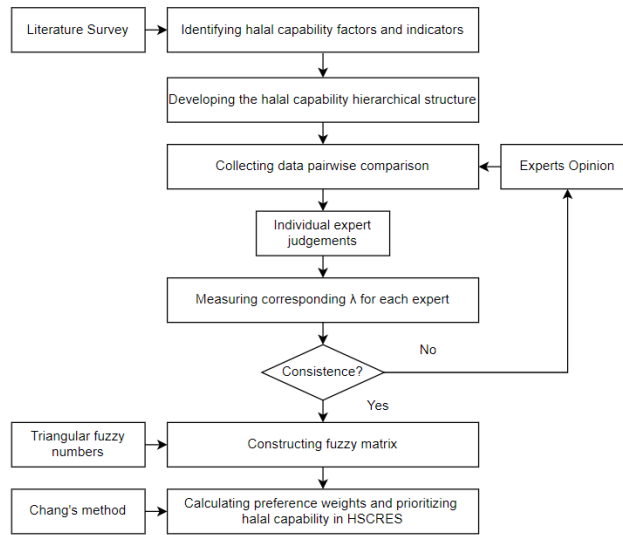 Literature Survey
Identifying halal capability factors and indicators
Developing the halal capability hierarchical structure
Collecting data pairwise comparison
Experts Opinion
Individual expert
judgements
Measuring corresponding λ for each expert
No
Consistence?
Yes
Triangular fuzzy
numbers
Constructing fuzzy matrix
Chang's method
Calculating preference weights and prioritizing
halal capability in HSCRES